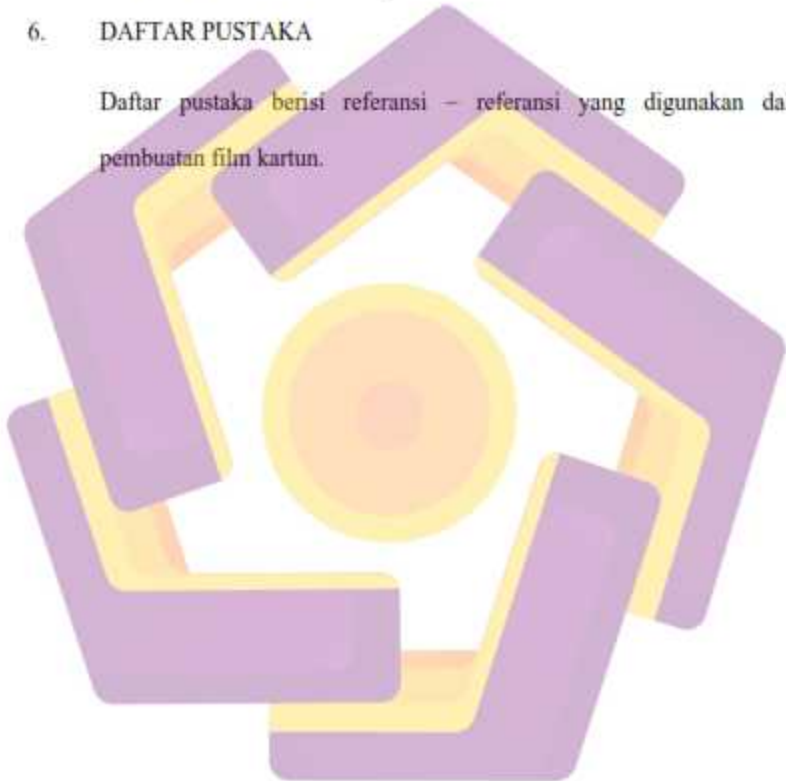 6. DAFTAR PUSTAKA
Daftar pustaka berisi referansi – referansi yang digunakan da
pembuatan film kartun.